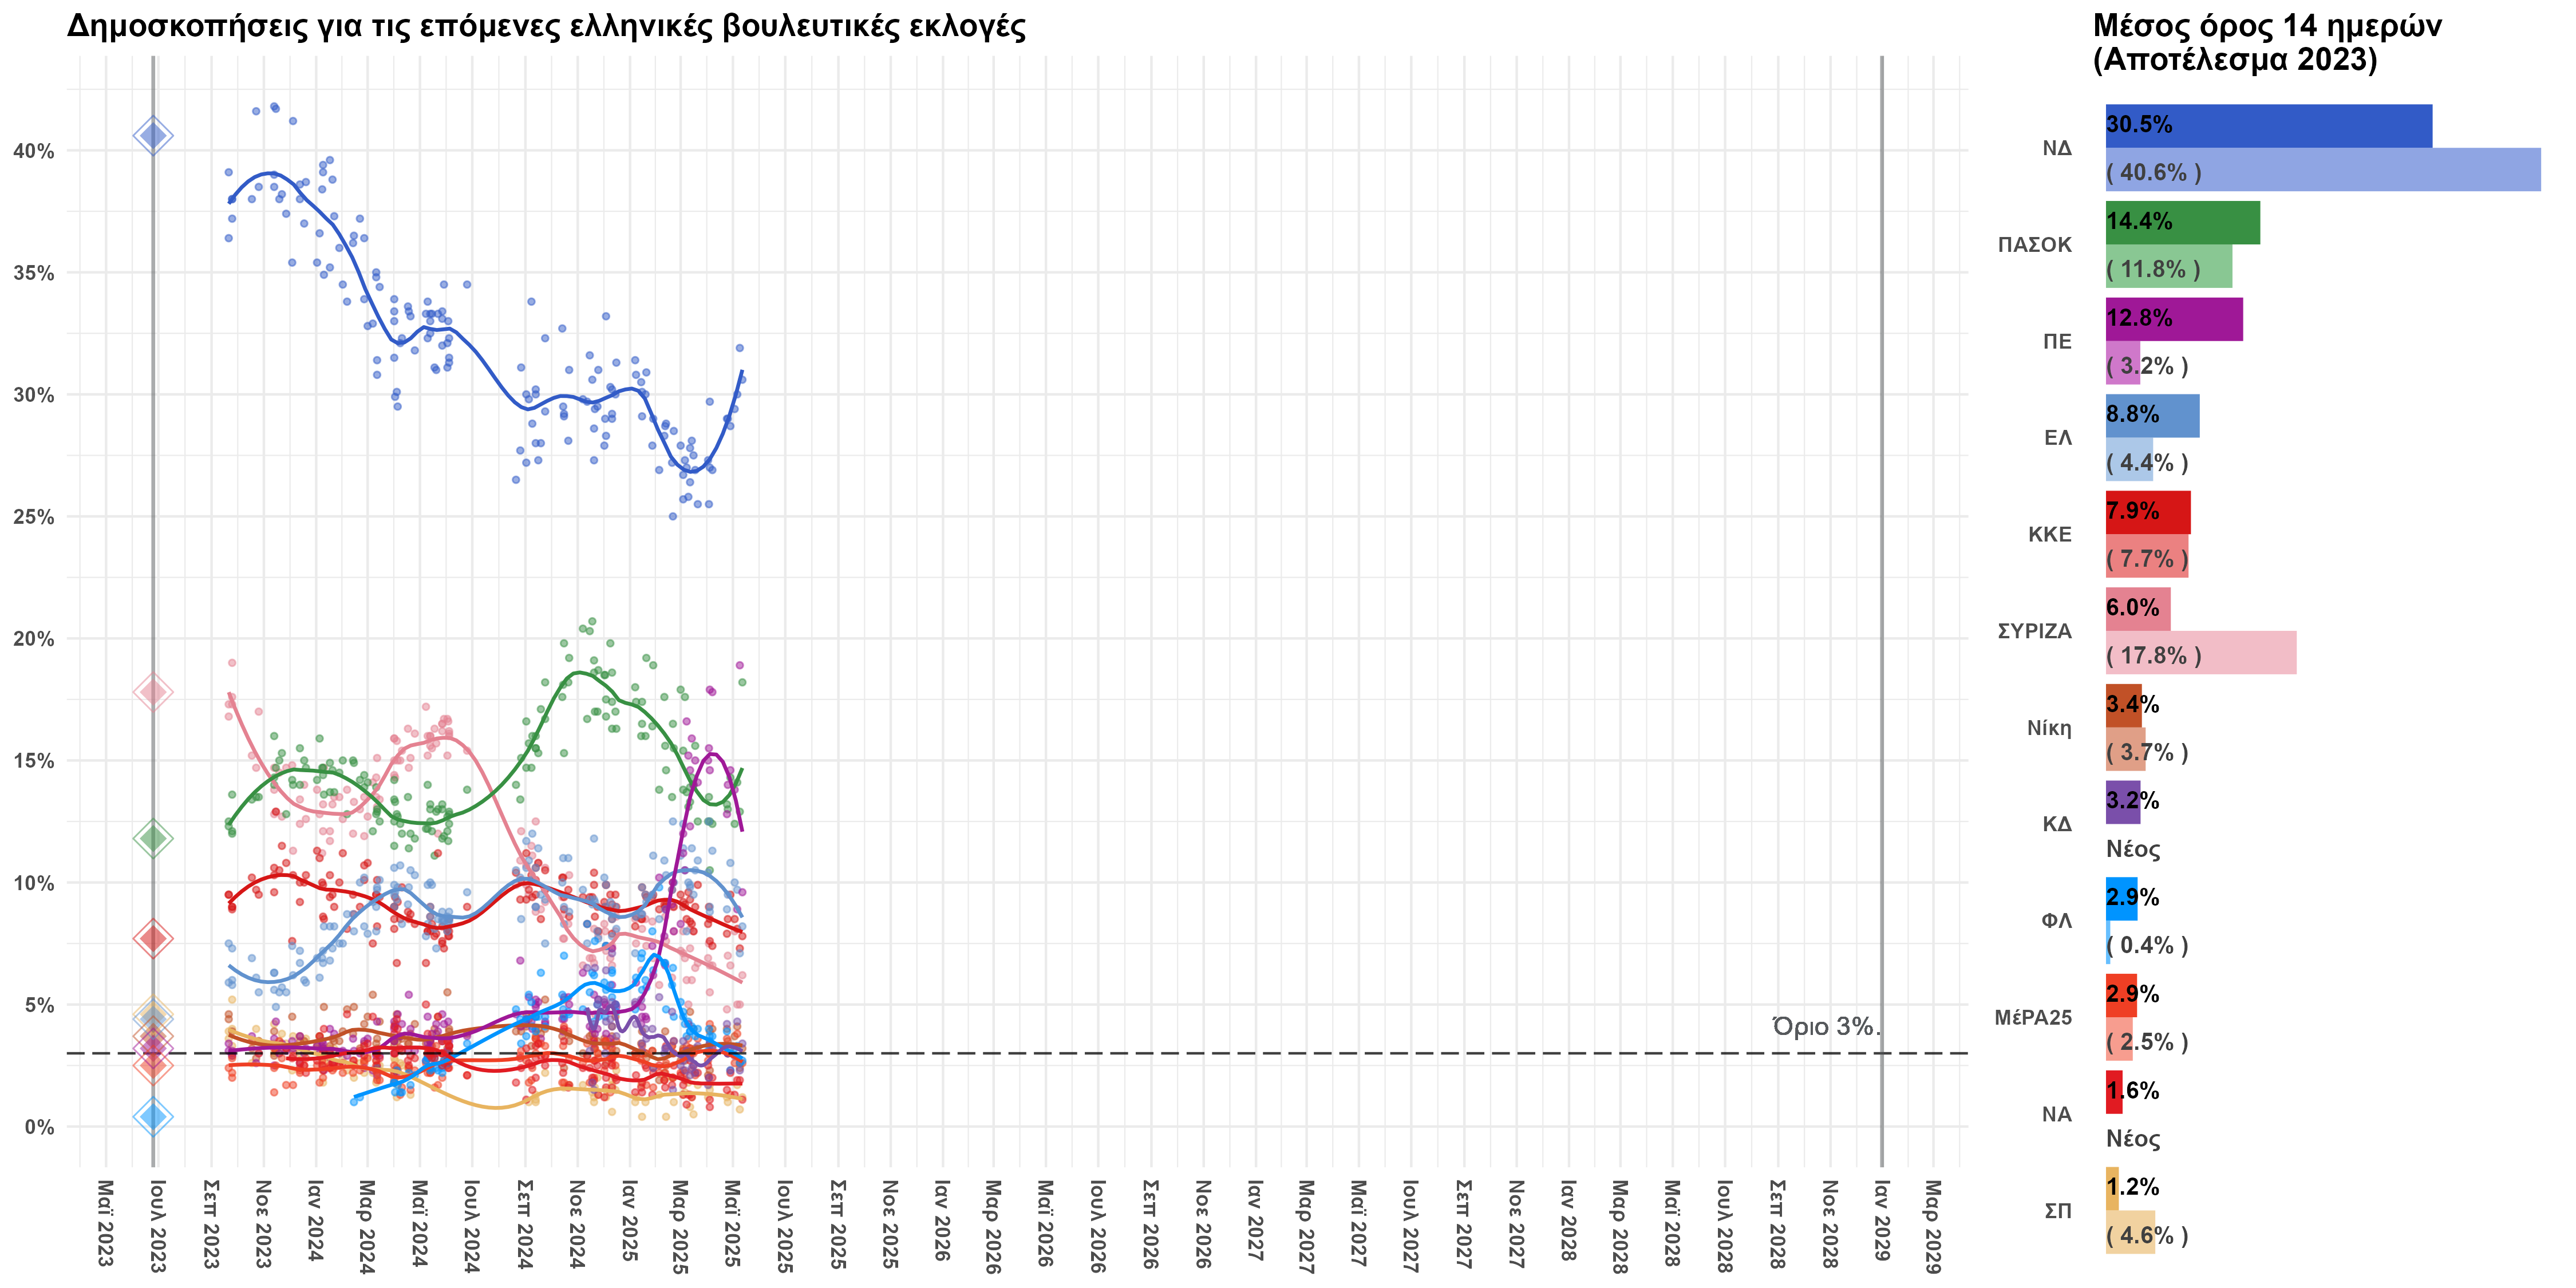 Δημοσκοπήσεις για τις επόμενες ελληνικές βουλευτικές εκλογές
40%
35%
30%
25%
20%
15%
10%
5%
0%
Όριο 3%.
Μαϊ 2023
Ιουλ 2023
Σεπ 2023
Νοε 2023
Ιαν 2024
Μαρ 2024
Μαϊ 2024
Ιουλ 2024
Σεπ 2024
Νοε 2024
Ιαν 2025
Μαρ 2025
Μαϊ 2025
Ιουλ 2025
Σεπ 2025
Νοε 2025
Ιαν 2026
Μαρ 2026
Μαϊ 2026
Ιουλ 2026
Σεπ 2026
Νοε 2026
Ιαν 2027
Μαρ 2027
Μαϊ 2027
Ιουλ 2027
Σεπ 2027
Νοε 2027
Ιαν 2028
Μαρ 2028
Μαϊ 2028
Ιουλ 2028
Σεπ 2028
Νοε 2028
Ιαν 2029
Μαρ 2029
Μέσος όρος 14 ημερών
(Αποτέλεσμα 2023)
ΝΔ
30.5%
( 40.6% )
ΠΑΣΟΚ
14.4%
( 11.8% )
ΠΕ
12.8%
( 3.2% )
ΕΛ
8.8%
( 4.4% )
ΚΚΕ
7.9%
( 7.7% )
ΣΥΡΙΖΑ
6.0%
( 17.8% )
Νίκη
3.4%
( 3.7% )
ΚΔ
3.2%
Νέος
ΦΛ
2.9%
( 0.4% )
ΜέΡΑ25
2.9%
( 2.5% )
ΝΑ
1.6%
Νέος
ΣΠ
1.2%
( 4.6% )